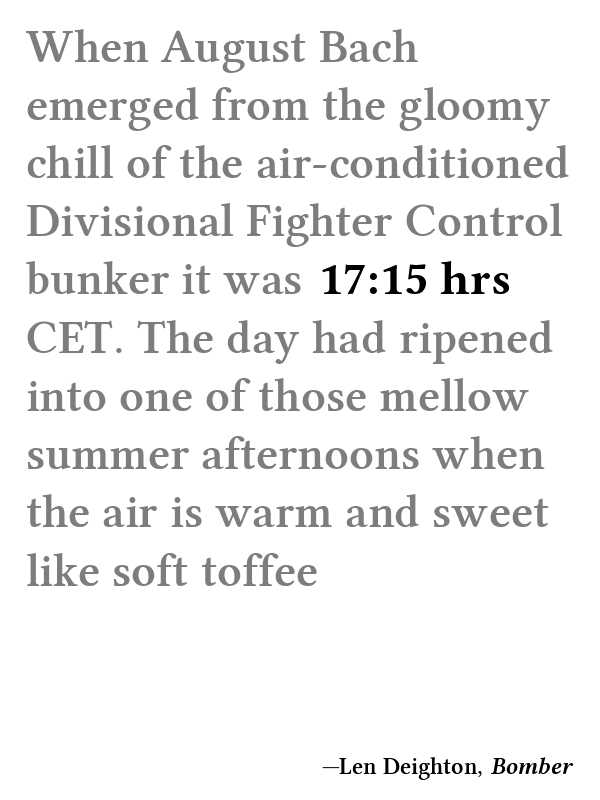 When August Bach
emerged from the gloomy
chill of the air-conditioned
Divisional Fighter Control
bunker it was 17:15 hrs
CET. The day had ripened
into one of those mellow
summer afternoons when
the air is warm and sweet
like soft toffee
—Len Deighton, Bomber